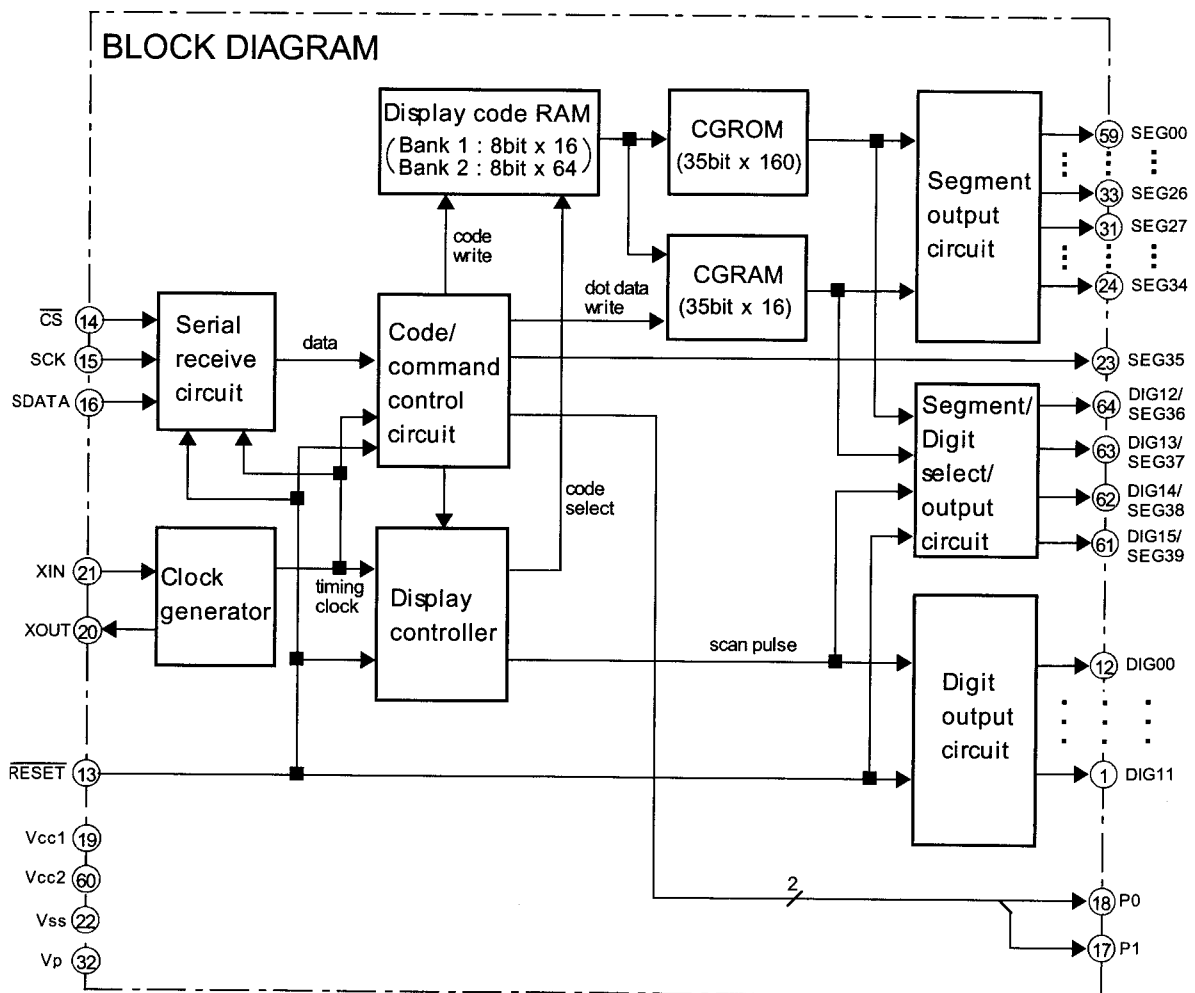 BLOCK DIAGRAM
Display code RAM
(Bank 1 : 8bit x 16)
(Bank 2 : 8bit x 64)
CGROM
(35bit x 160)
CGRAM
(35bit x 16)
Segment
output
circuit
59 SEG00
33 SEG26
31 SEG27
24 SEG34
code
write
dot data
write
CS 14
SCK 15
SDATA 16
Serial
receive
circuit
data
Code/
command
control
circuit
23 SEG35
Segment/
Digit
select/
output
circuit
64 DIG12/
SEG36
63 DIG13/
SEG37
62 DIG14/
SEG38
61 DIG15/
SEG39
code
select
XIN 21
XOUT 20
Clock
generator
timing
clock
Display
controller
scan pulse
Digit
output
circuit
12 DIG00
1 DIG11
RESET 13
Vcc1 19
Vcc2 60
Vss 22
Vp 32
2
18 P0
17 P1